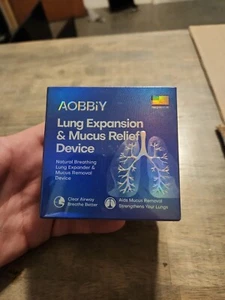 AOBBiY
Lung Expansion
& Mucus Relief
Device
Natural Breathing
Lung Expander &
Mucus Removal
Device
Clear Airway
Breathe Better
Aids Mucus Removal
Strengthens Your Lungs